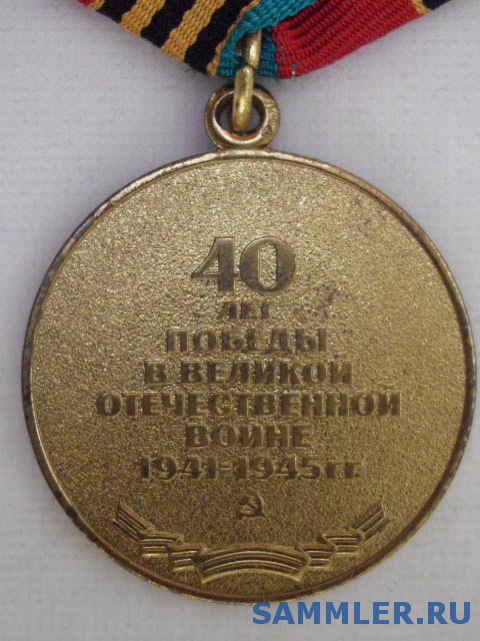 40
ЛЕТ
ПОБЕДЫ
В ВЕЛИКОЙ
ОТЕЧЕСТВЕННОЙ
ВОЙНЕ
1941-1945 гг.
SAMMLER.RU